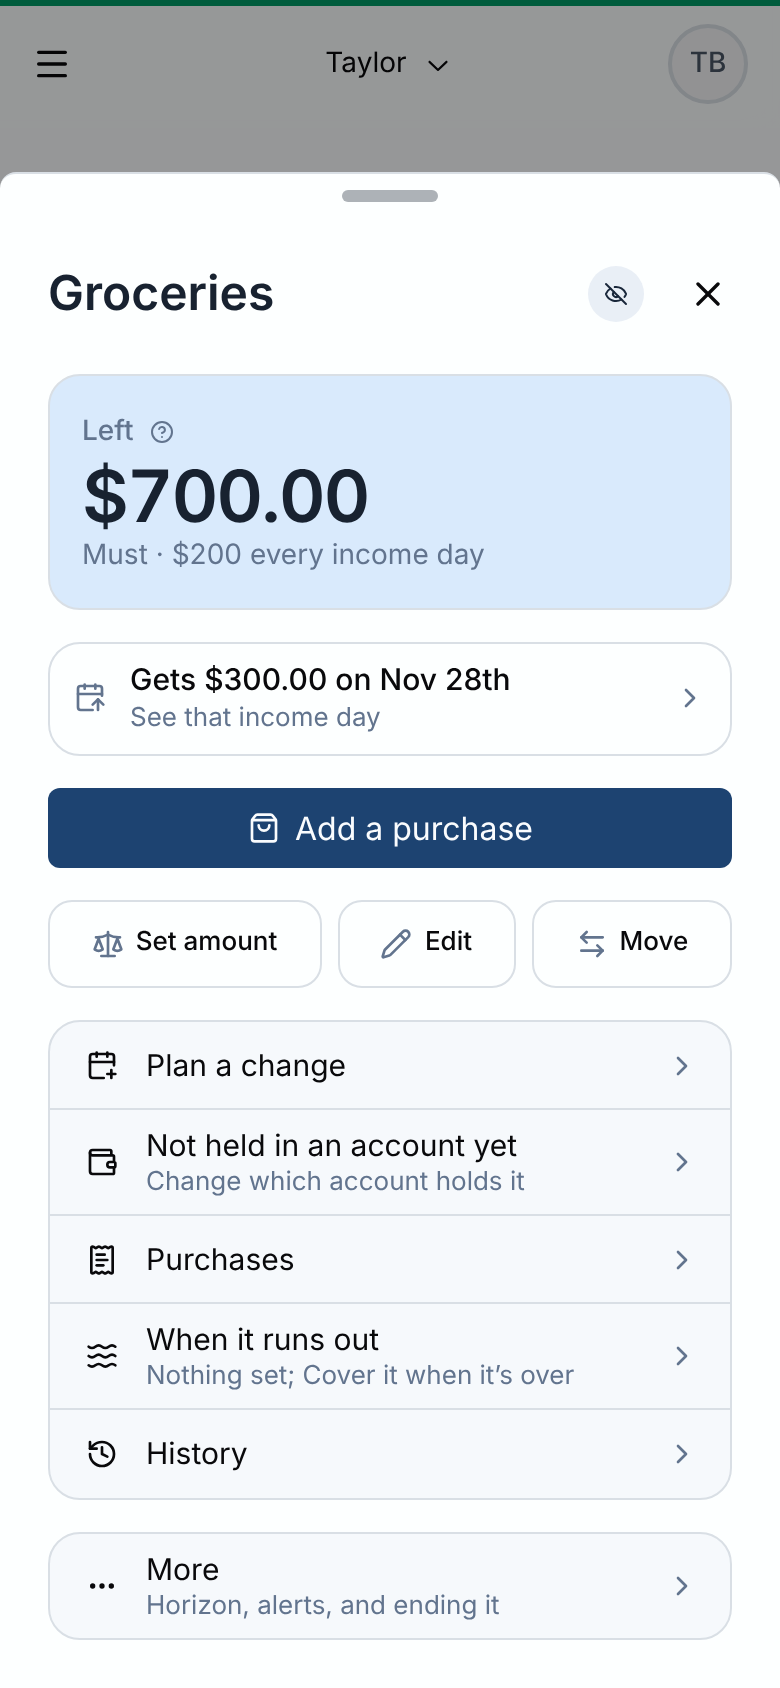 Taylor
TB
Groceries
Left
$700.00
Must · $200 every income day
Gets $300.00 on Nov 28th
See that income day
Add a purchase
Set amount
Edit
Move
Plan a change
Not held in an account yet
Change which account holds it
Purchases
When it runs out
Nothing set; Cover it when it’s over
History
More
Horizon, alerts, and ending it